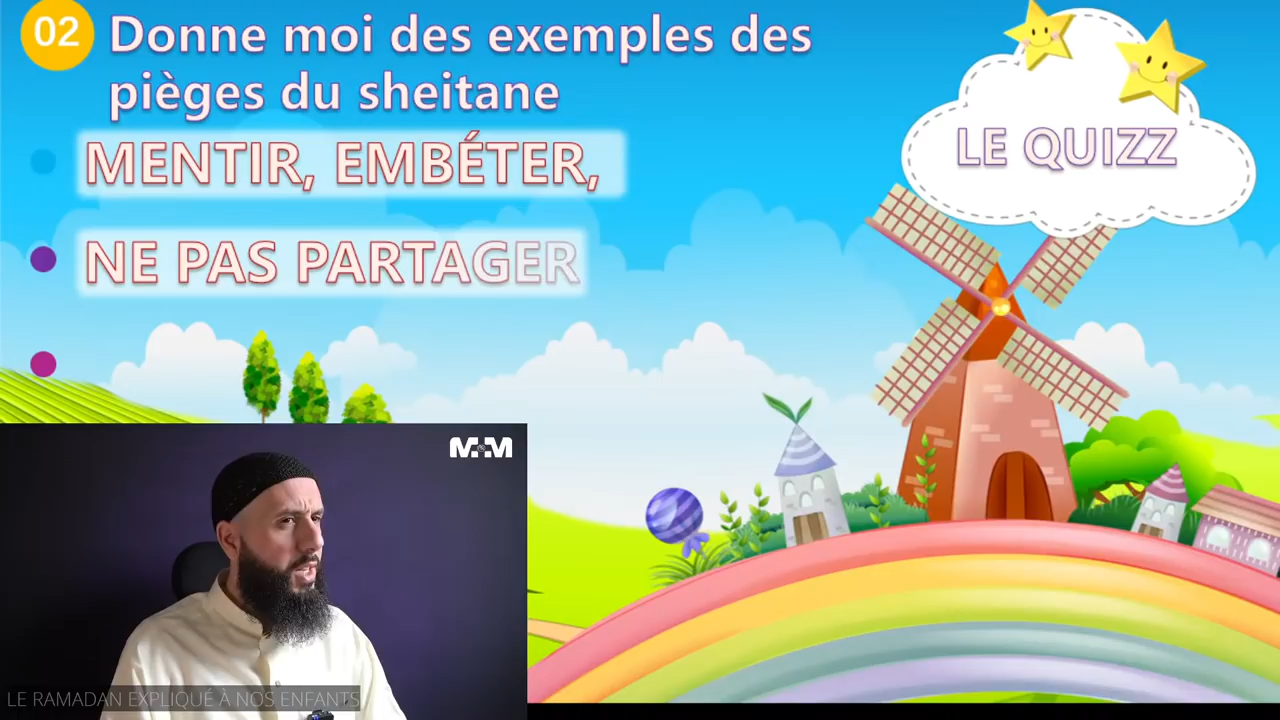 02 Donne moi des exemples des
pièges du sheitane
MENTIR, EMBÉTER,
NE PAS PARTAGER
LE QUIZZ
M&M
LE RAMADAN EXPLIQUÉ À NOS ENFANTS